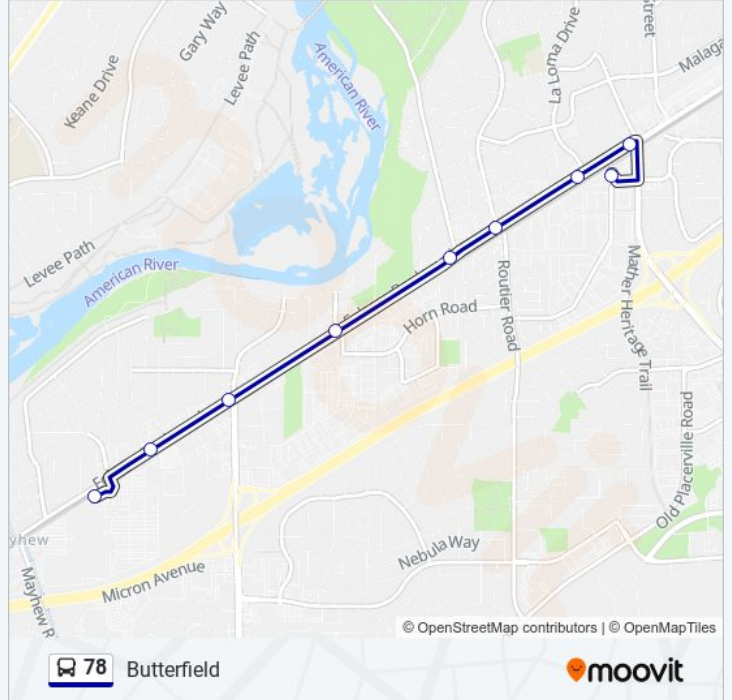 Gary Way
Keane Drive
Levee Path
American River
La Loma Drive
Street
Malaga
Levee Path
American River
Horn Road
Routier Road
Mather Heritage Trail
Old Placerville Road
Nebula Way
Micron Avenue
yhew
Mayhew R
© OpenStreetMap contributors | © OpenMapTiles
78 Butterfield
moovit